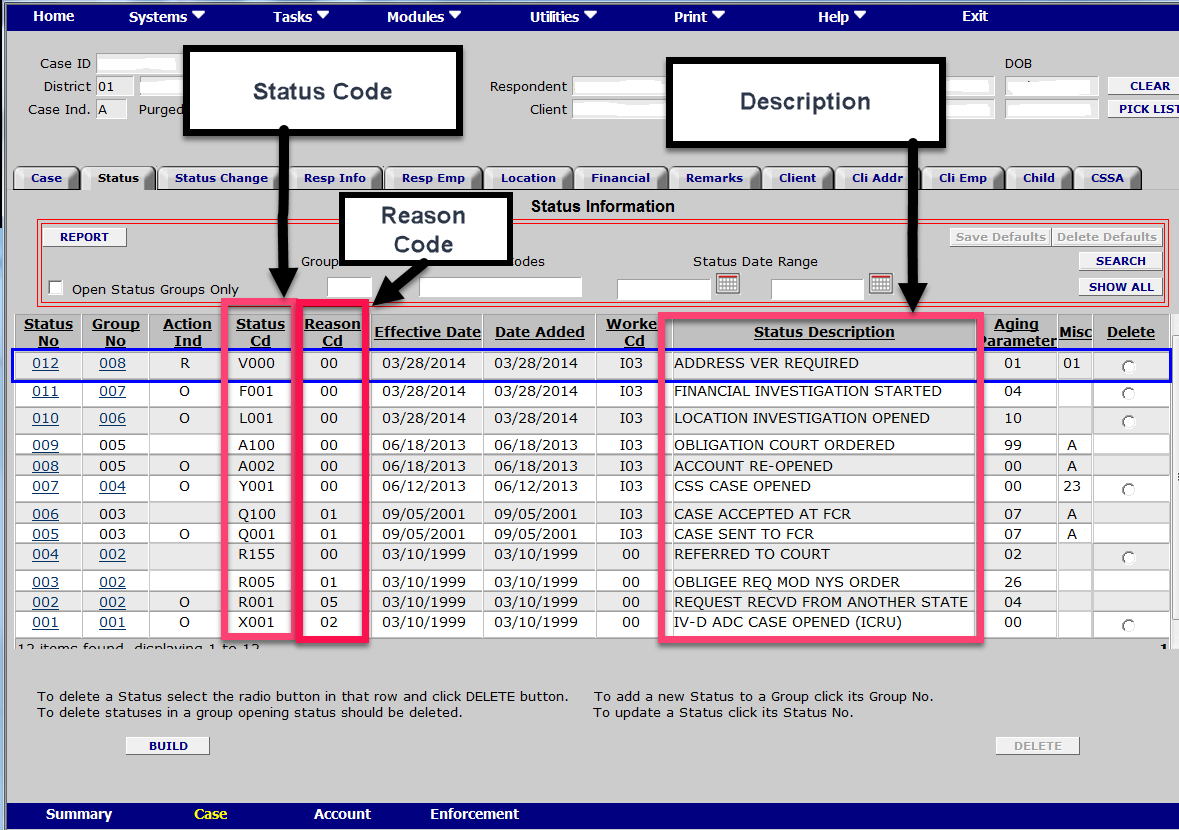 Home Systems Tasks Modules Utilities Print Help Exit
Case ID
Status Code
Description
DOB
District 01
Respondent
CLEAR
Case Ind. A Purged
Client
PICK LIST
Case Status Status Change Resp Info Resp Emp Location Financial Remarks Client Cli Addr Cli Emp Child CSSA
Reason
Code
Status Information
REPORT
Save Defaults Delete Defaults
Group odes Status Date Range SEARCH
Open Status Groups Only SHOW ALL
Status No Group No Action Ind Status Cd Reason Cd Effective Date Date Added Worke Cd Status Description Aging Parameter Misc Delete
012 008 R V000 00 03/28/2014 03/28/2014 I03 ADDRESS VER REQUIRED 01 01
011 007 O F001 00 03/28/2014 03/28/2014 I03 FINANCIAL INVESTIGATION STARTED 04
010 006 O L001 00 03/28/2014 03/28/2014 I03 LOCATION INVESTIGATION OPENED 10
009 005 A100 00 06/18/2013 06/18/2013 I03 OBLIGATION COURT ORDERED 99 A
008 005 O A002 00 06/18/2013 06/18/2013 I03 ACCOUNT RE-OPENED 00 A
007 004 O Y001 00 06/12/2013 06/12/2013 I03 CSS CASE OPENED 00 23
006 003 Q100 01 09/05/2001 09/05/2001 I03 CASE ACCEPTED AT FCR 07 A
005 003 O Q001 01 09/05/2001 09/05/2001 I03 CASE SENT TO FCR 07 A
004 002 R155 00 03/10/1999 03/10/1999 00 REFERRED TO COURT 02
003 002 R005 01 03/10/1999 03/10/1999 00 OBLIGEE REQ MOD NYS ORDER 26
002 002 O R001 05 03/10/1999 03/10/1999 00 REQUEST RECVD FROM ANOTHER STATE 04
001 001 O X001 02 03/10/1999 03/10/1999 00 IV-D ADC CASE OPENED (ICRU) 00
12 items found, displaying 1 to 12 1
To delete a Status select the radio button in that row and click DELETE button. To add a new Status to a Group click its Group No.
To delete statuses in a group opening status should be deleted. To update a Status click its Status No.
BUILD DELETE
Summary Case Account Enforcement